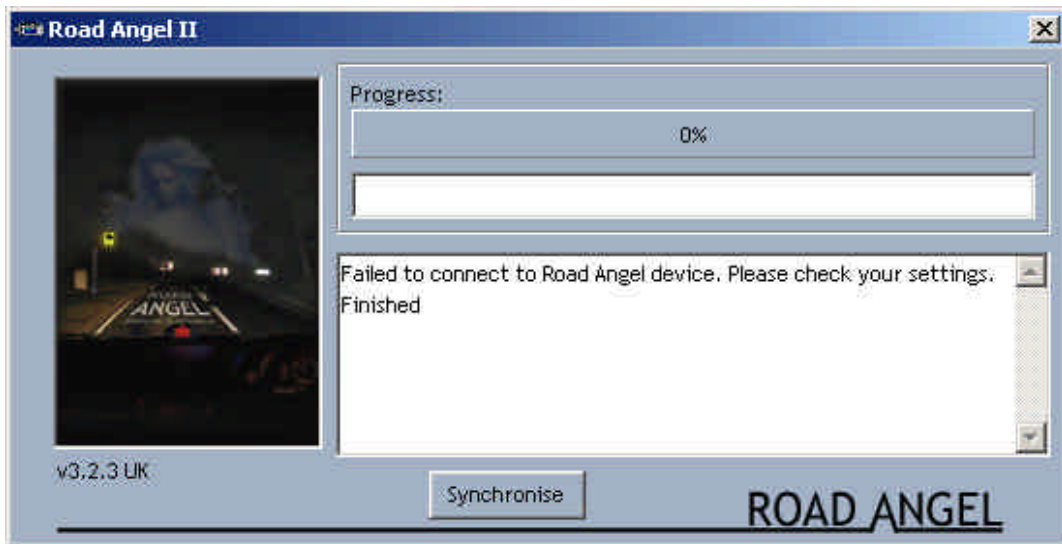 Road Angel II
Progress:
0%
Failed to connect to Road Angel device. Please check your settings.
Finished
ANGEL
v3.2.3 UK
Synchronise
ROAD ANGEL